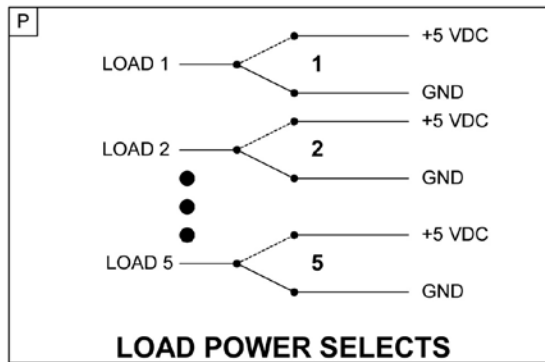 P
+5 VDC
LOAD 1
1
GND
+5 VDC
LOAD 2
2
GND
+5 VDC
LOAD 5
5
GND
LOAD POWER SELECTS